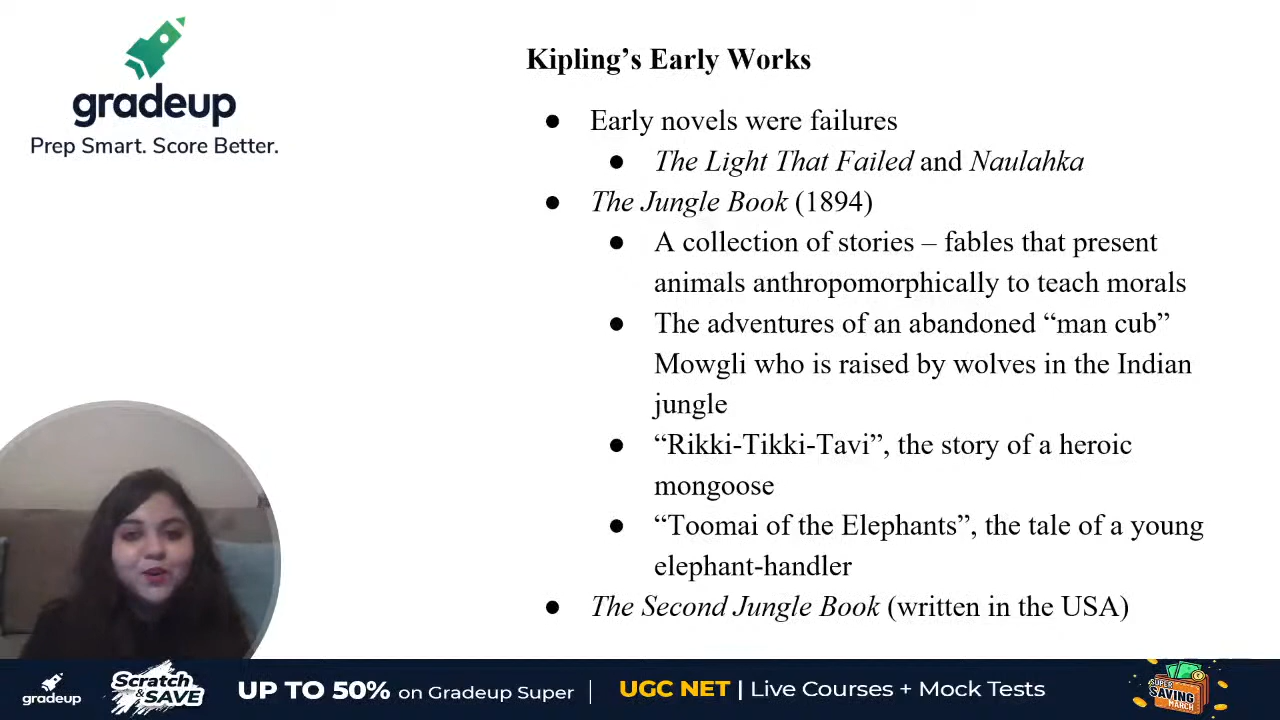 gradeup
Prep Smart. Score Better.
Kipling’s Early Works
● Early novels were failures
● The Light That Failed and Naulahka
● The Jungle Book (1894)
● A collection of stories – fables that present
animals anthropomorphically to teach morals
● The adventures of an abandoned “man cub”
Mowgli who is raised by wolves in the Indian
jungle
● “Rikki-Tikki-Tavi”, the story of a heroic
mongoose
● “Toomai of the Elephants”, the tale of a young
elephant-handler
● The Second Jungle Book (written in the USA)
gradeup
Scratch
& SAVE
UP TO 50% on Gradeup Super | UGC NET | Live Courses + Mock Tests
SUPER
SAVING
MARCH